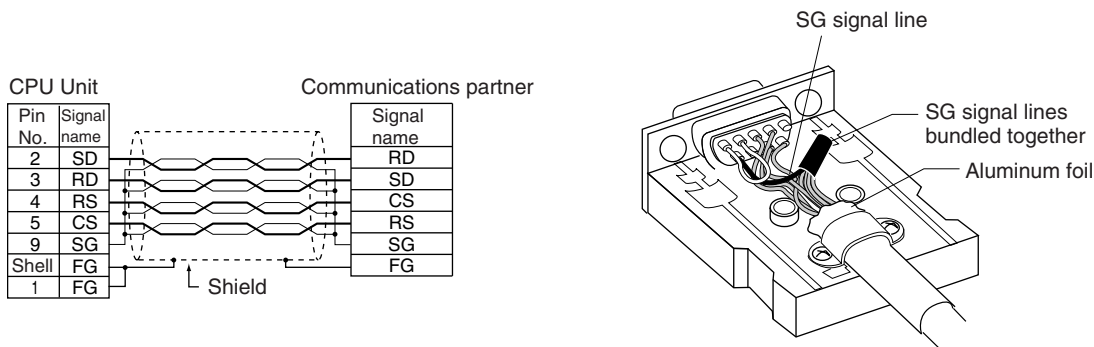 SG signal line
CPU Unit
Communications partner
Pin No. Signal name
Signal name
2 SD RD
3 RD SD
4 RS CS
5 CS RS
9 SG SG
Shell FG FG
1 FG
Shield
SG signal lines
bundled together
Aluminum foil